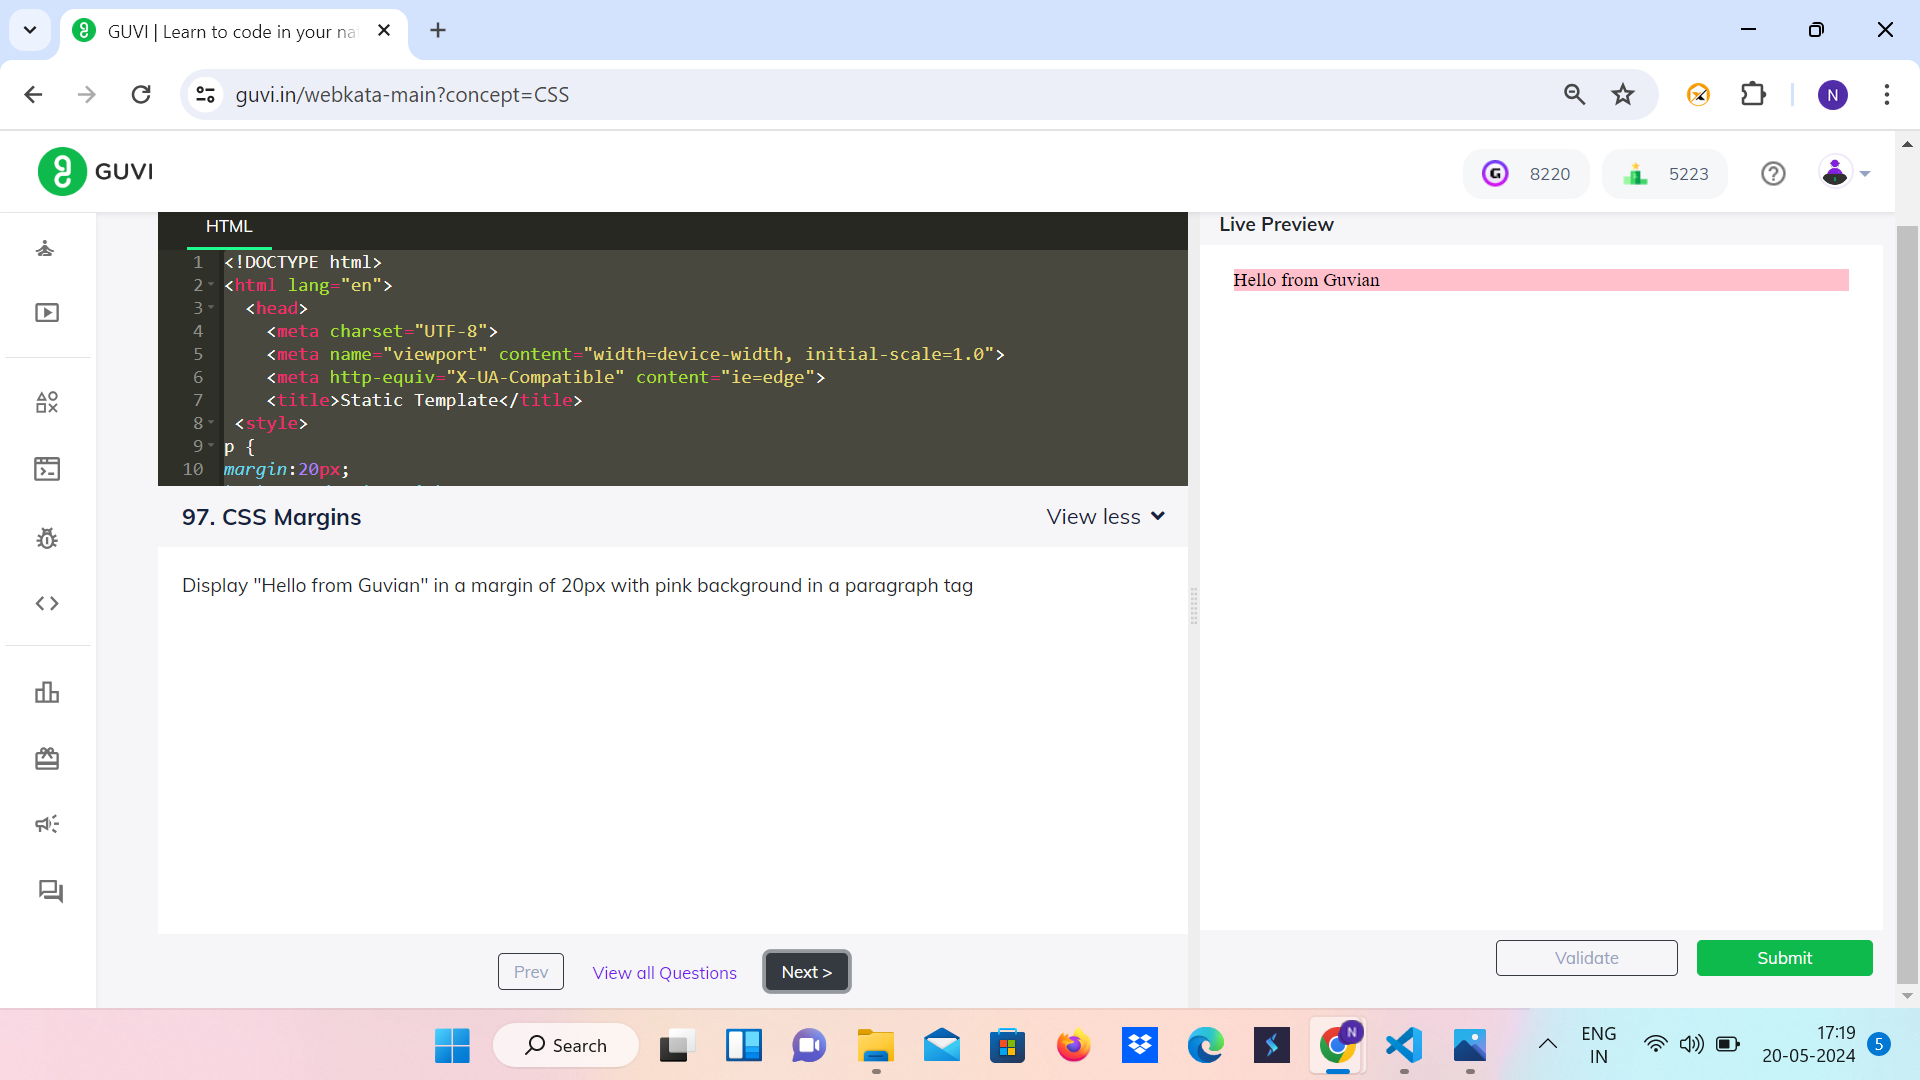 GUVI | Learn to code in your na
guvi.in/webkata-main?concept=CSS
N
GUVI
G
8220
5223
HTML
Live Preview
1 <!DOCTYPE html>
2 <html lang="en">
3 <head>
4 <meta charset="UTF-8">
5 <meta name="viewport" content="width=device-width, initial-scale=1.0">
6 <meta http-equiv="X-UA-Compatible" content="ie=edge">
7 <title>Static Template</title>
8 <style>
9 p {
10 margin:20px;
Hello from Guvian
97. CSS Margins
View less
Display "Hello from Guvian" in a margin of 20px with pink background in a paragraph tag
Prev
View all Questions
Next >
Validate
Submit
Search
N
ENG
IN
17:19
20-05-2024
5